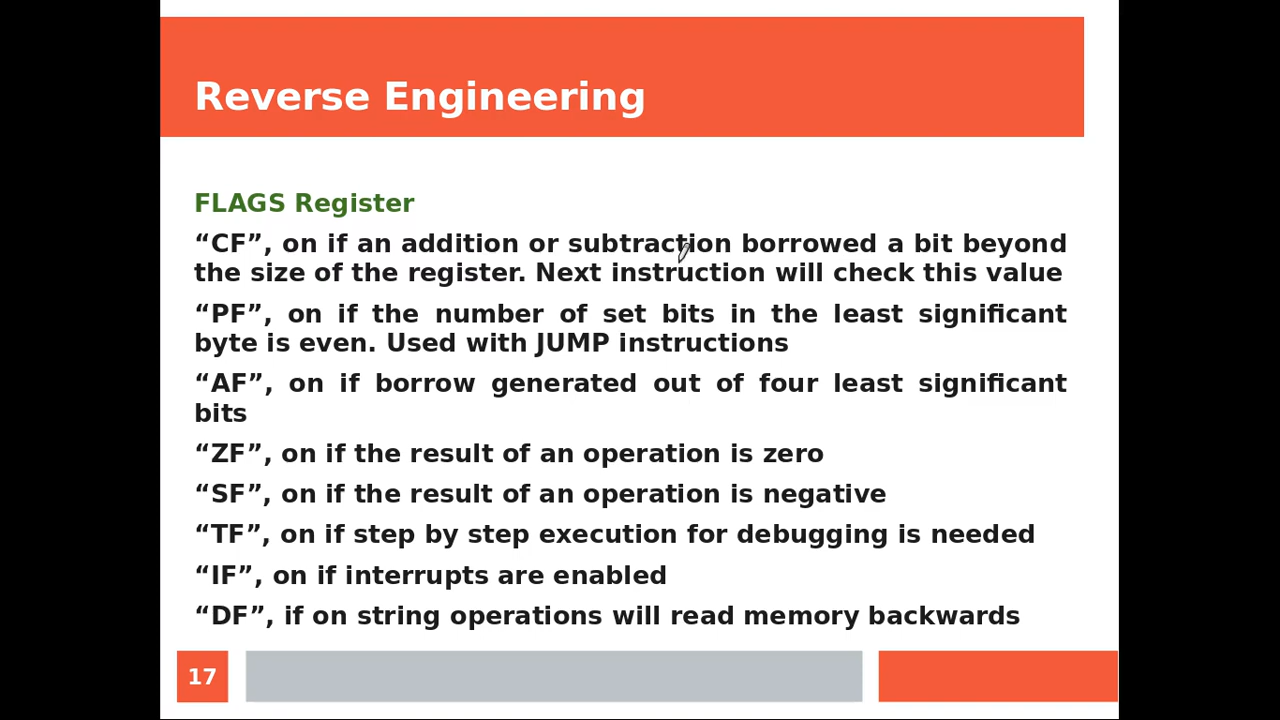 Reverse Engineering
FLAGS Register
“CF”, on if an addition or subtraction borrowed a bit beyond
the size of the register. Next instruction will check this value
“PF”, on if the number of set bits in the least significant
byte is even. Used with JUMP instructions
“AF”, on if borrow generated out of four least significant
bits
“ZF”, on if the result of an operation is zero
“SF”, on if the result of an operation is negative
“TF”, on if step by step execution for debugging is needed
“IF”, on if interrupts are enabled
“DF”, if on string operations will read memory backwards
17